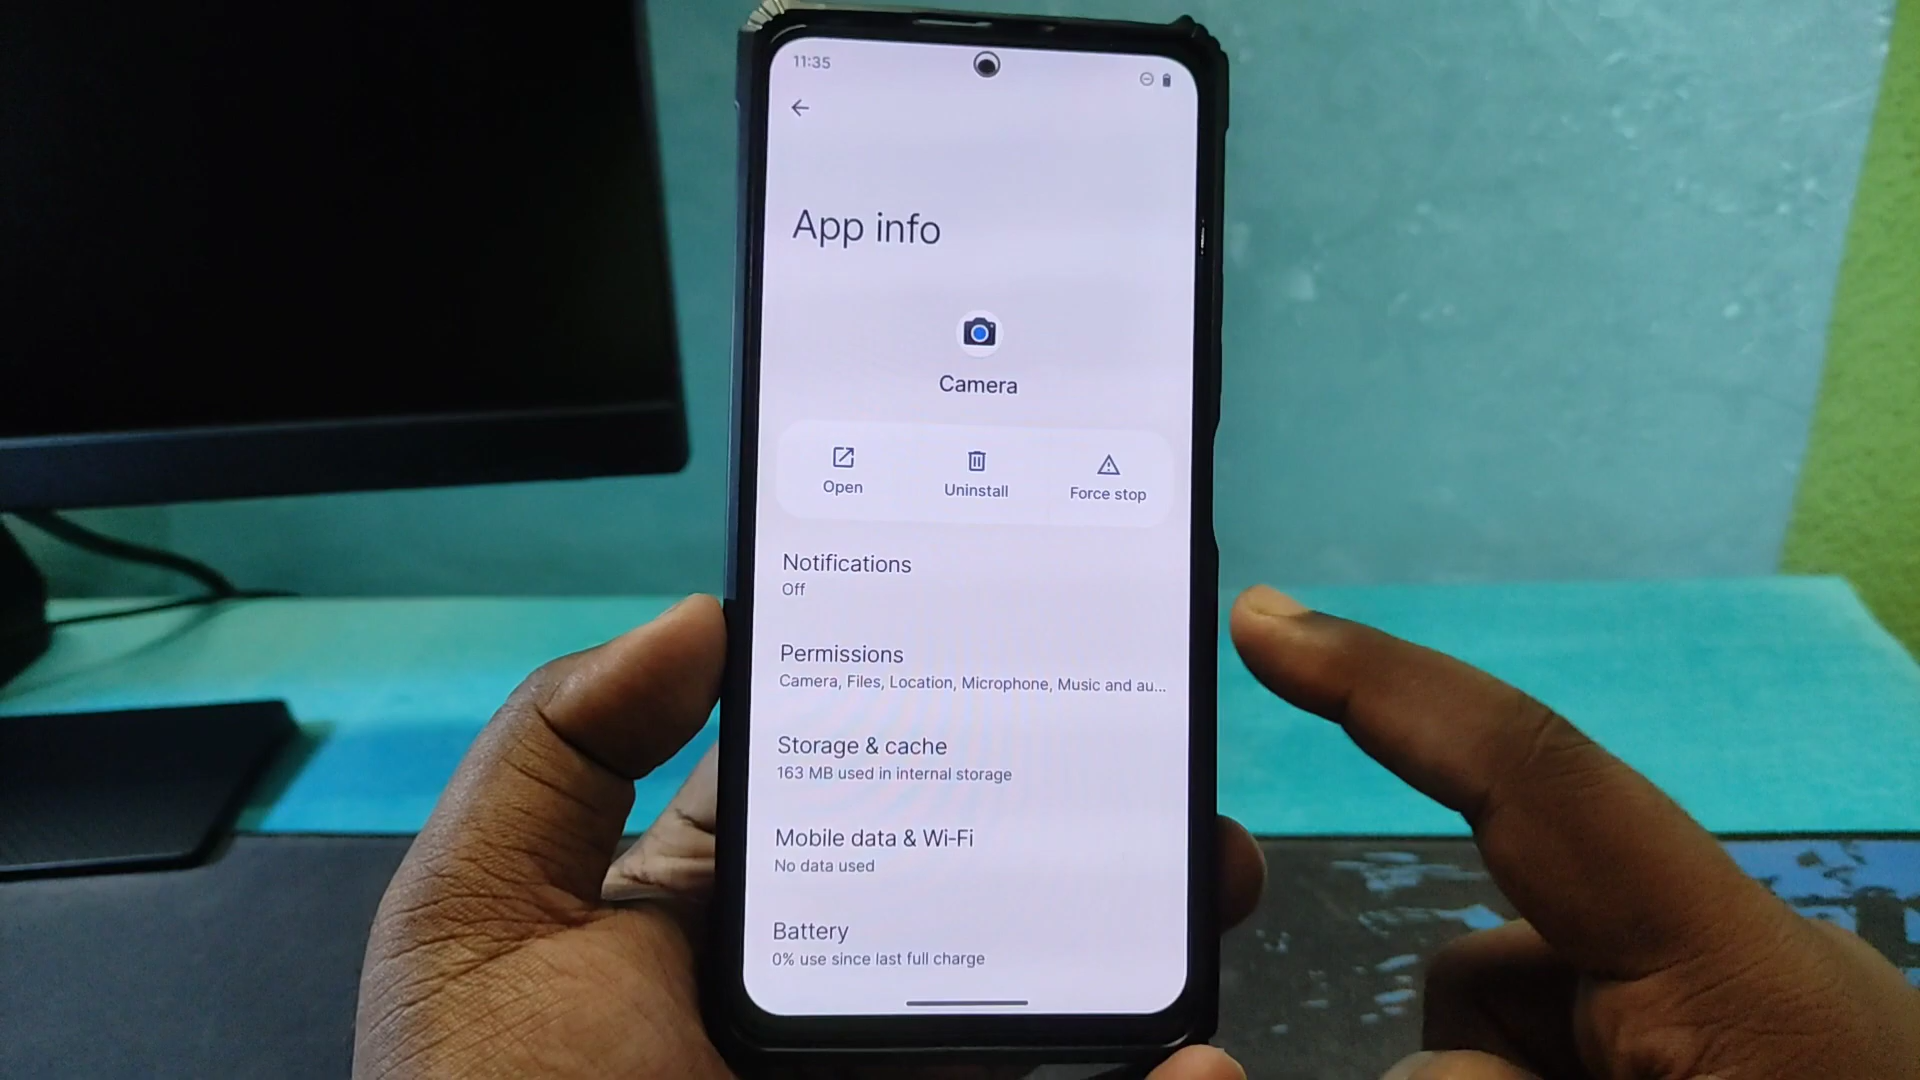 11:35
App info
Camera
Open
Uninstall
Force stop
Notifications
Off
Permissions
Camera, Files, Location, Microphone, Music and au...
Storage & cache
163 MB used in internal storage
Mobile data & Wi-Fi
No data used
Battery
0% use since last full charge